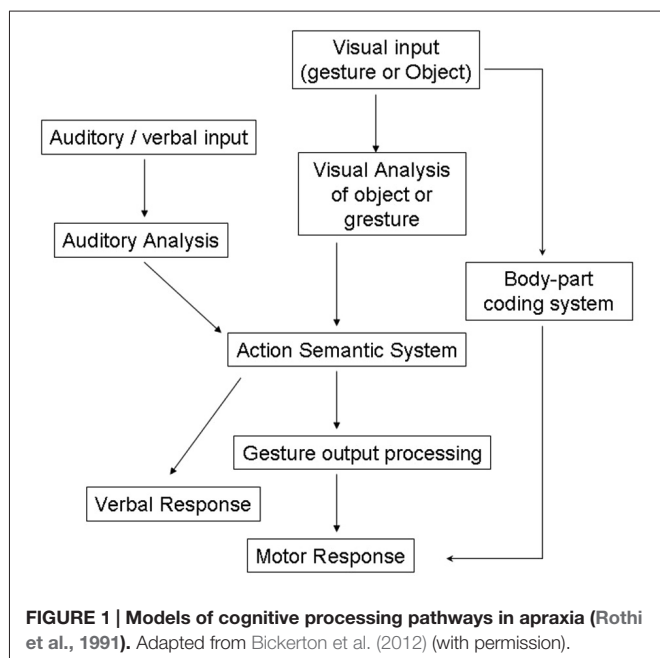 Visual input
(gesture or Object)
Auditory / verbal input
Visual Analysis
of object or
gresture
Auditory Analysis
Body-part
coding system
Action Semantic System
Gesture output processing
Verbal Response
Motor Response
FIGURE 1 | Models of cognitive processing pathways in apraxia (Rothi
et al., 1991). Adapted from Bickerton et al. (2012) (with permission).